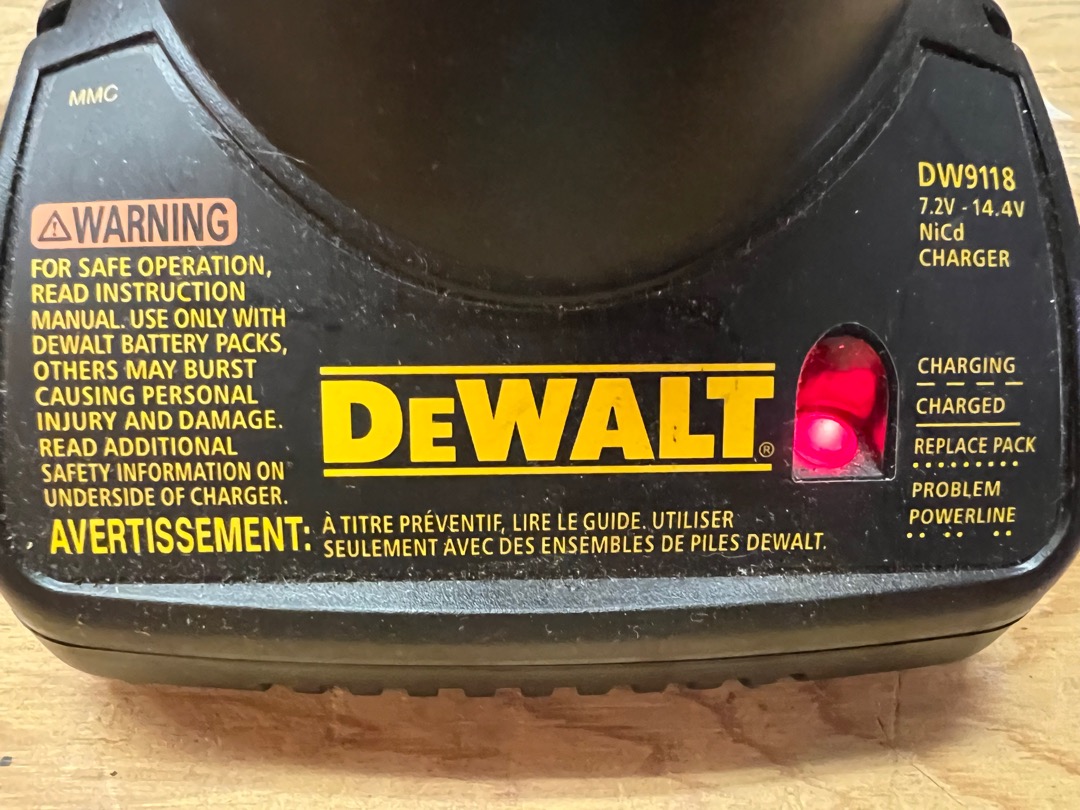 MMC
⚠WARNING
FOR SAFE OPERATION,
READ INSTRUCTION
MANUAL. USE ONLY WITH
DEWALT BATTERY PACKS,
OTHERS MAY BURST
CAUSING PERSONAL
INJURY AND DAMAGE.
READ ADDITIONAL
SAFETY INFORMATION ON
UNDERSIDE OF CHARGER.
AVERTISSEMENT: À TITRE PRÉVENTIF, LIRE LE GUIDE. UTILISER
SEULEMENT AVEC DES ENSEMBLES DE PILES DEWALT.
DEWALT®
DW9118
7.2V - 14.4V
NiCd
CHARGER
CHARGING
CHARGED
REPLACE PACK
PROBLEM
POWERLINE